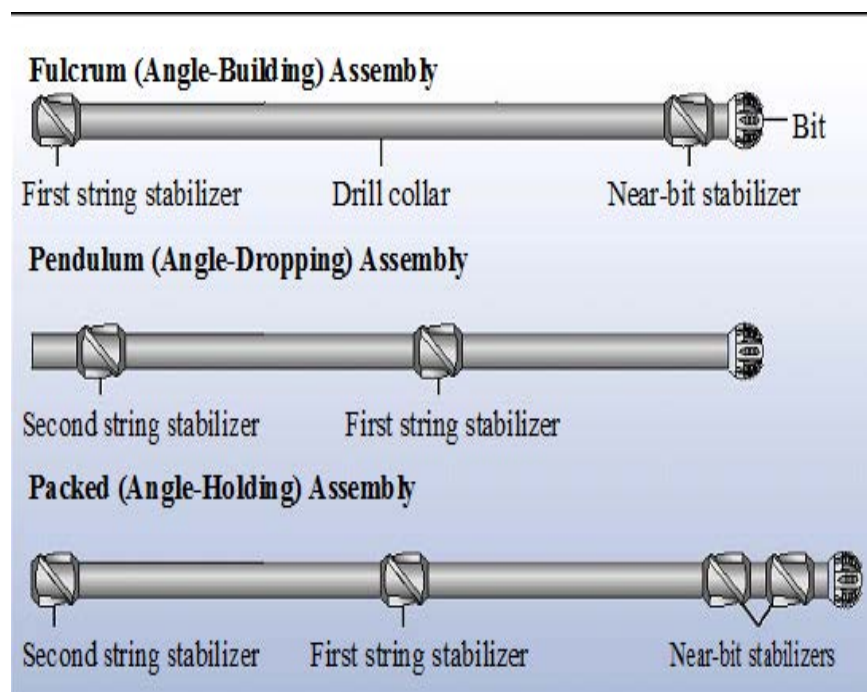 Fulcrum (Angle-Building) Assembly
Bit
First string stabilizer Drill collar Near-bit stabilizer
Pendulum (Angle-Dropping) Assembly
Second string stabilizer First string stabilizer
Packed (Angle-Holding) Assembly
Second string stabilizer First string stabilizer Near-bit stabilizers